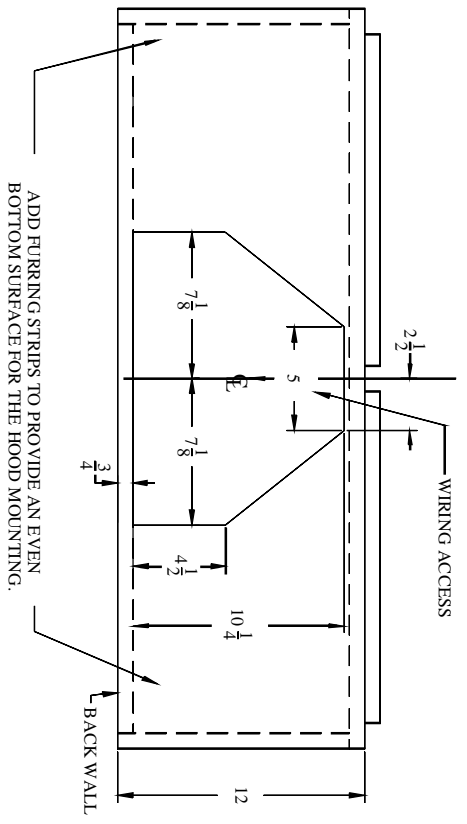 2 1/2
WIRING ACCESS
5
℄
7 1/8
7 1/8
3/4
4 1/2
10 1/4
12
BACK WALL
ADD FURRING STRIPS TO PROVIDE AN EVEN
BOTTOM SURFACE FOR THE HOOD MOUNTING.